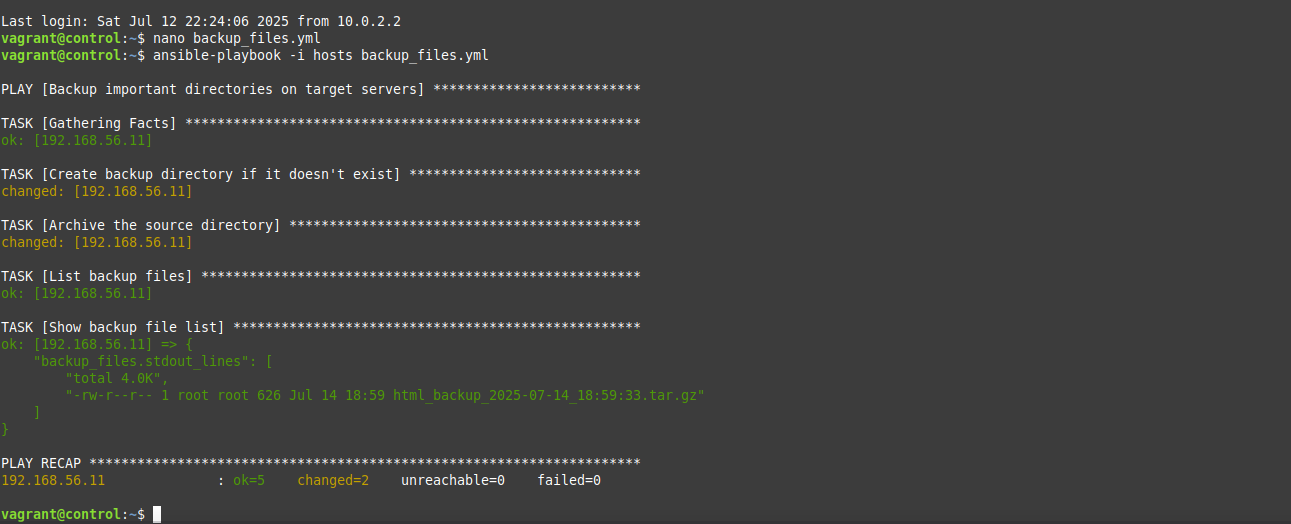 Last login: Sat Jul 12 22:24:06 2025 from 10.0.2.2
vagrant@control:~$ nano backup_files.yml
vagrant@control:~$ ansible-playbook -i hosts backup_files.yml
PLAY [Backup important directories on target servers] **************************
TASK [Gathering Facts] *********************************************************
ok: [192.168.56.11]
TASK [Create backup directory if it doesn't exist] *****************************
changed: [192.168.56.11]
TASK [Archive the source directory] ********************************************
changed: [192.168.56.11]
TASK [List backup files] *******************************************************
ok: [192.168.56.11]
TASK [Show backup file list] ***************************************************
ok: [192.168.56.11] => {
    "backup_files.stdout_lines": [
        "total 4.0K",
        "-rw-r--r-- 1 root root 626 Jul 14 18:59 html_backup_2025-07-14_18:59:33.tar.gz"
    ]
}
PLAY RECAP *********************************************************************
192.168.56.11              : ok=5    changed=2    unreachable=0    failed=0
vagrant@control:~$